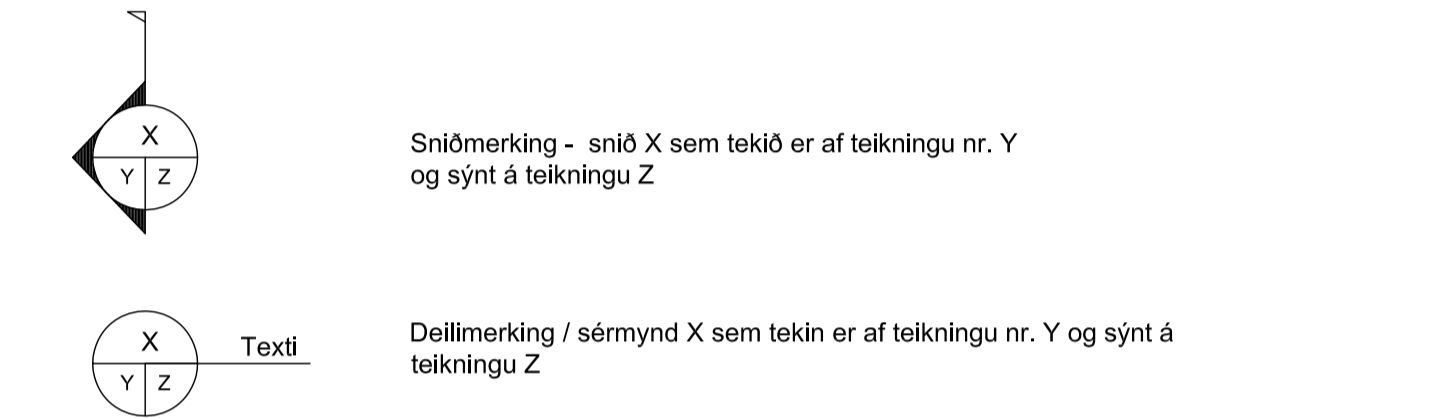 X
Y Z
Sniðmerking - snið X sem tekið er af teikningu nr. Y
og sýnt á teikningu Z
X
Y Z
Texti
Deilimerking / sérmynd X sem tekin er af teikningu nr. Y og sýnt á
teikningu Z